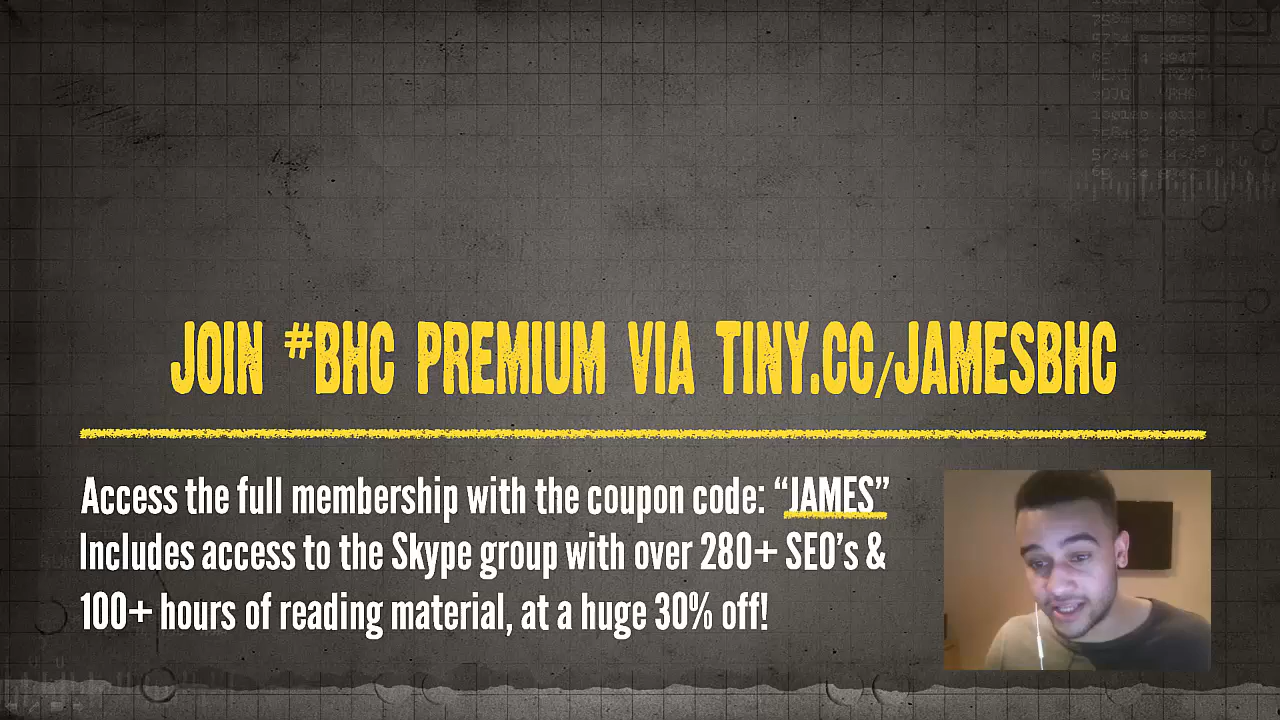 JOIN #BHC PREMIUM VIA TINY.CC/JAMESBHC
Access the full membership with the coupon code: “JAMES”
Includes access to the Skype group with over 280+ SEO’s &
100+ hours of reading material, at a huge 30% off!